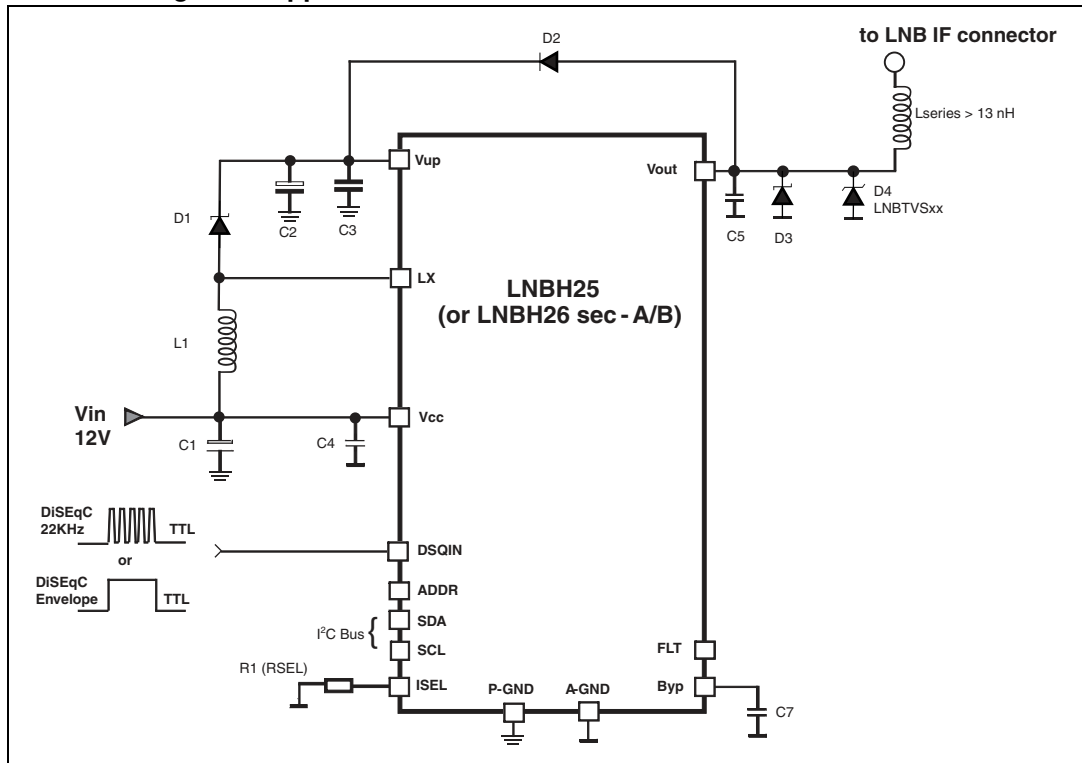 D2
to LNB IF connector
Lseries > 13 nH
Vup
Vout
D1
C2
C3
C5
D3
D4
LNBTVSxx
LX
LNBH25
(or LNBH26 sec - A/B)
L1
Vin
12V
Vcc
C1
C4
DiSEqC
22KHz
TTL
or
DiSEqC
Envelope
TTL
DSQIN
ADDR
SDA
I²C Bus {
SCL
FLT
R1 (RSEL)
ISEL
P-GND
A-GND
Byp
C7